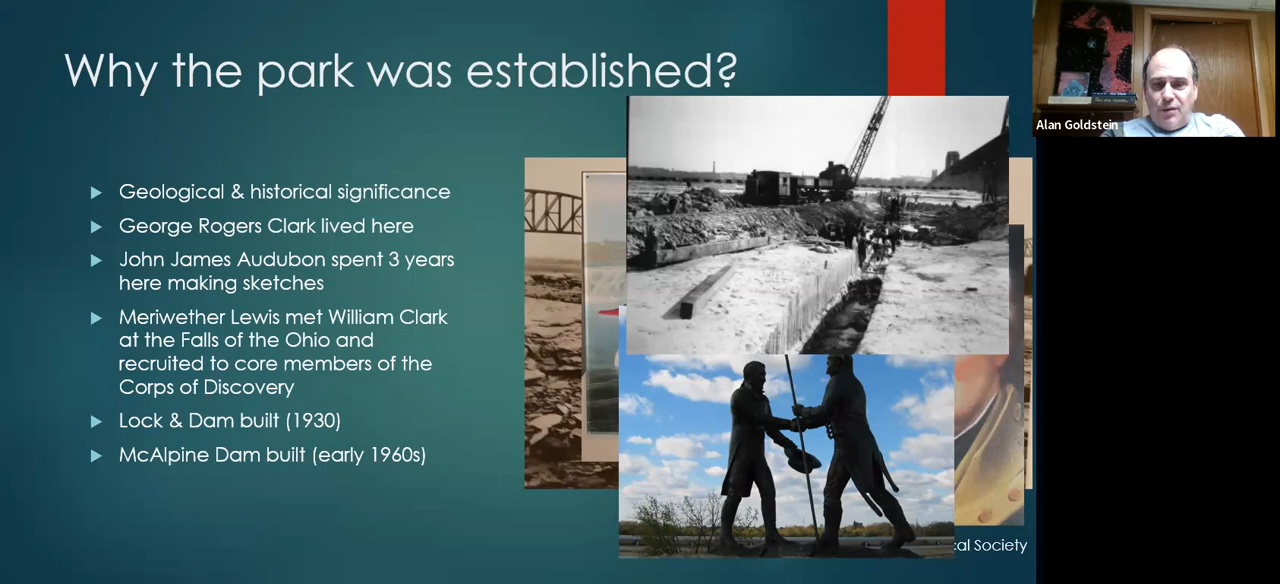 Why the park was established?
Alan Goldstein
Geological & historical significance
George Rogers Clark lived here
John James Audubon spent 3 years
here making sketches
Meriwether Lewis met William Clark
at the Falls of the Ohio and
recruited to core members of the
Corps of Discovery
Lock & Dam built (1930)
McAlpine Dam built (early 1960s)
Society